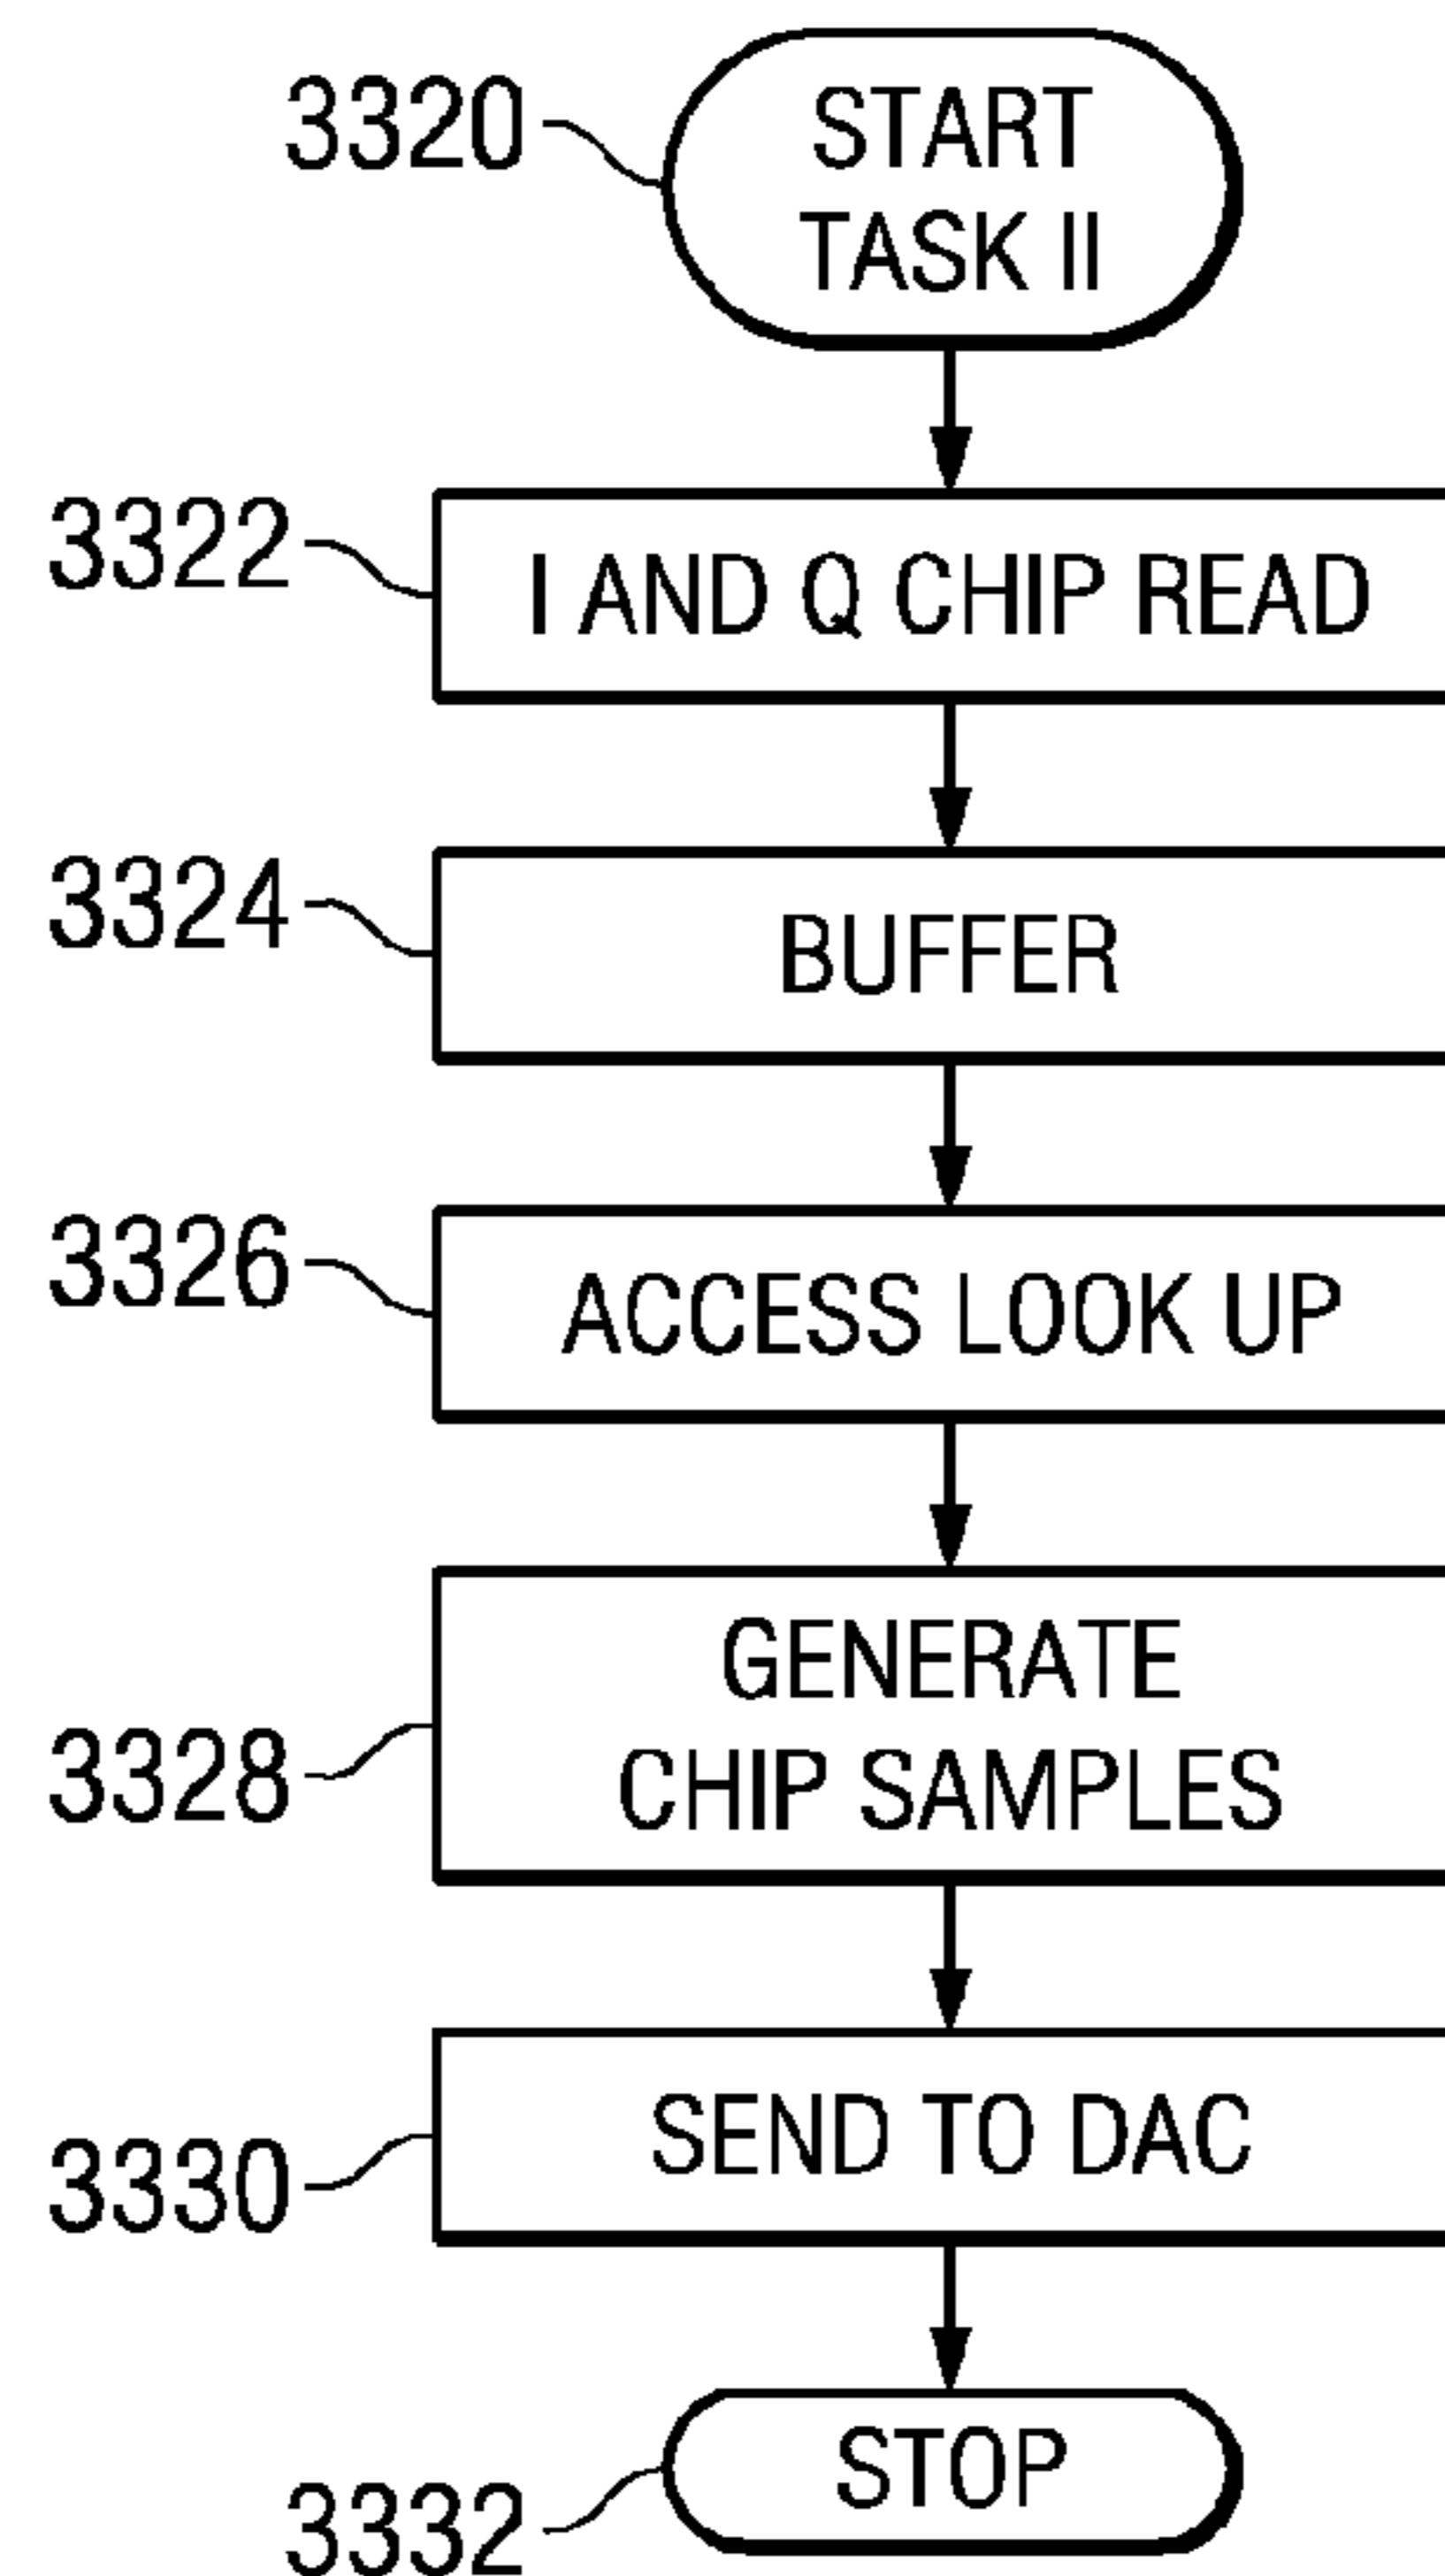 3320
START
TASK II
3322
I AND Q CHIP READ
3324
BUFFER
3326
ACCESS LOOK UP
3328
GENERATE
CHIP SAMPLES
3330
SEND TO DAC
3332
STOP